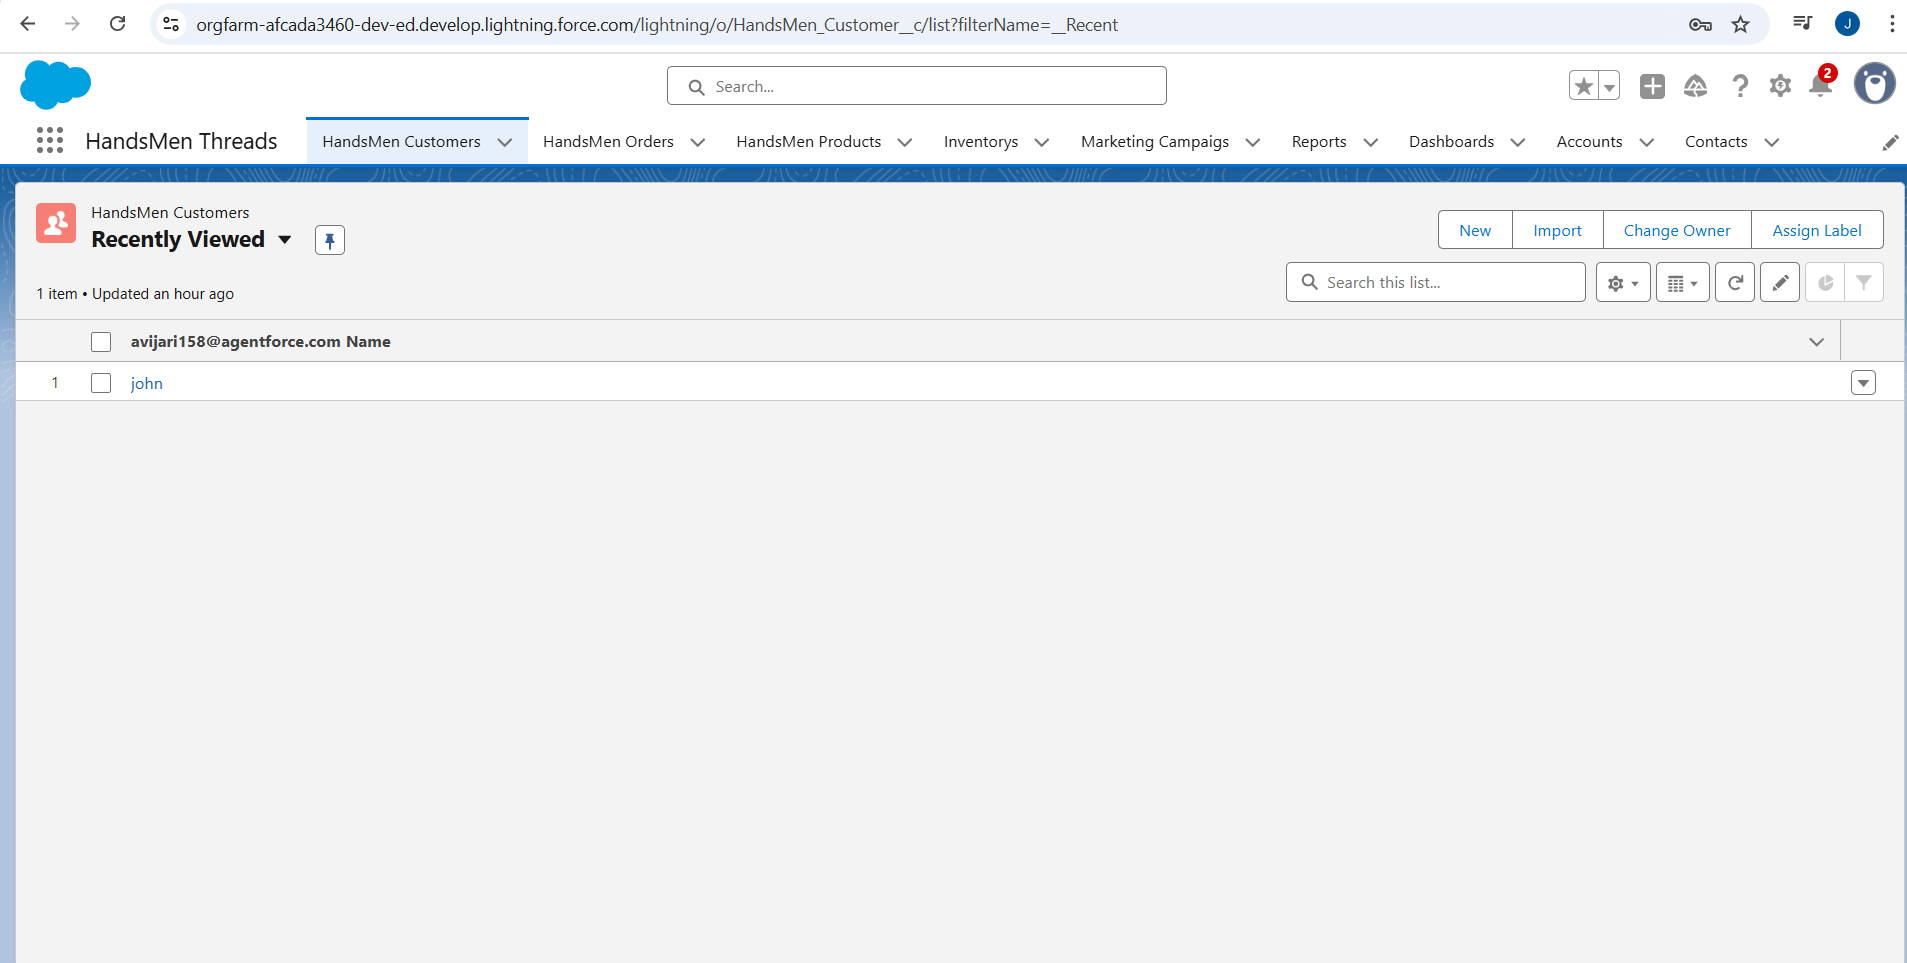 orgfarm-afcada3460-dev-ed.develop.lightning.force.com/lightning/o/HandsMen_Customer__c/list?filterName=__Recent
J
Search...
2
HandsMen Threads
HandsMen Customers
HandsMen Orders
HandsMen Products
Inventorys
Marketing Campaigs
Reports
Dashboards
Accounts
Contacts
HandsMen Customers
Recently Viewed
New
Import
Change Owner
Assign Label
1 item • Updated an hour ago
Search this list...
avijari158@agentforce.com Name
1
john